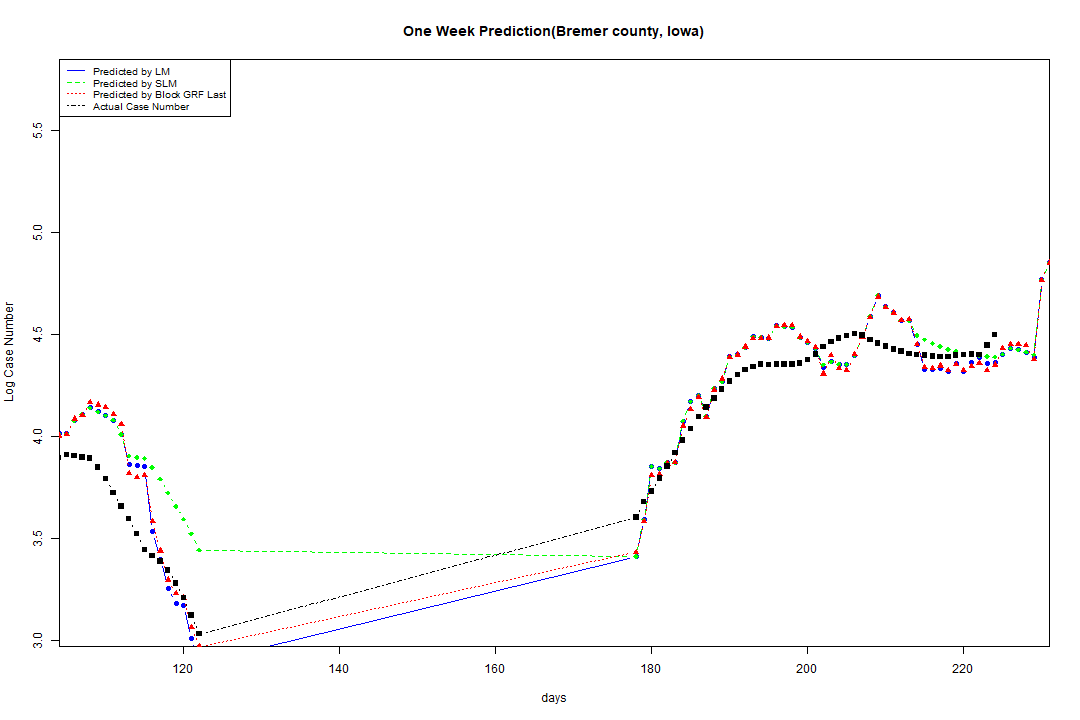 One Week Prediction(Bremer county, Iowa)
Predicted by LM
Predicted by SLM
Predicted by Block GRF Last
Actual Case Number
5.5
5.0
4.5
4.0
3.5
3.0
Log Case Number
120 140 160 180 200 220
days